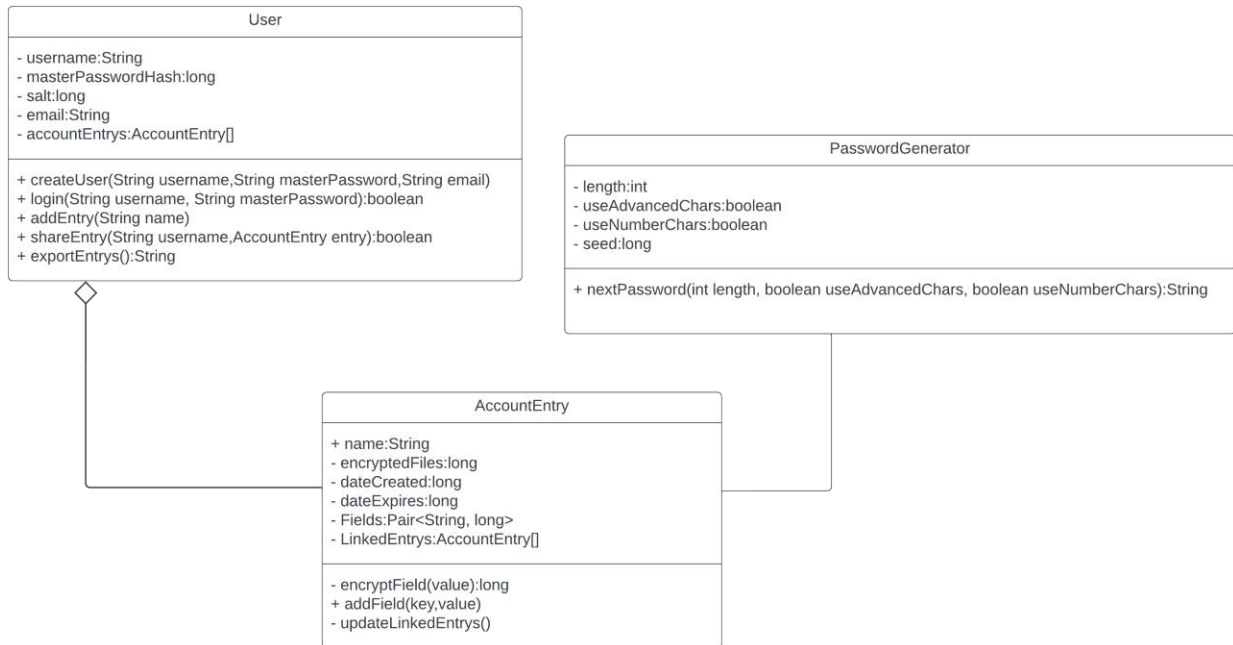 User
- username:String
- masterPasswordHash:long
- salt:long
- email:String
- accountEntrys:AccountEntry[]
+ createUser(String username,String masterPassword,String email)
+ login(String username, String masterPassword):boolean
+ addEntry(String name)
+ shareEntry(String username,AccountEntry entry):boolean
+ exportEntrys():String
PasswordGenerator
- length:int
- useAdvancedChars:boolean
- useNumberChars:boolean
- seed:long
+ nextPassword(int length, boolean useAdvancedChars, boolean useNumberChars):String
AccountEntry
+ name:String
- encryptedFiles:long
- dateCreated:long
- dateExpires:long
- Fields:Pair<String, long>
- LinkedEntrys:AccountEntry[]
- encryptField(value):long
+ addField(key,value)
- updateLinkedEntrys()